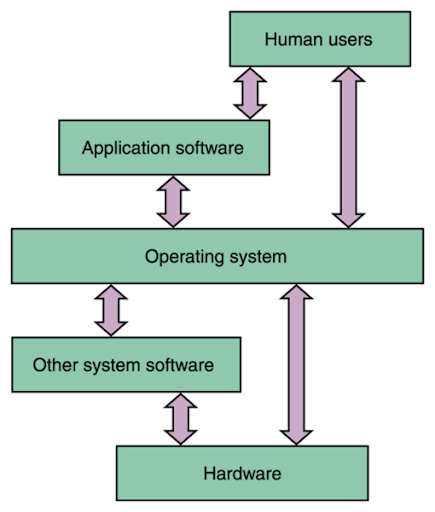 Human users
Application software
Operating system
Other system software
Hardware